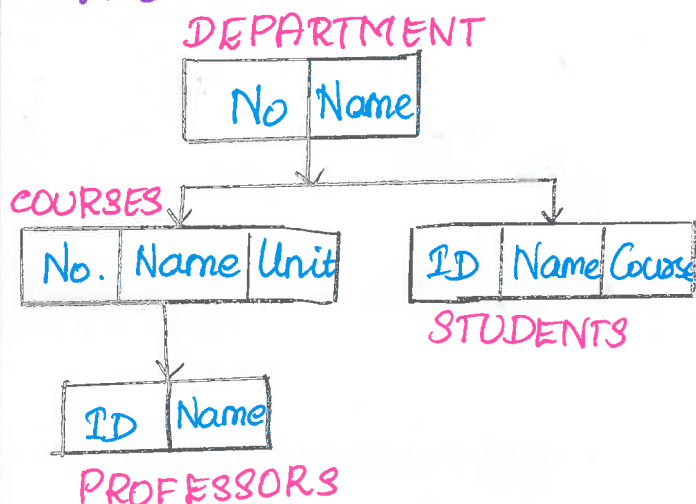 DEPARTMENT
No Name
COURSES
No. Name Unit
ID Name Course
STUDENTS
ID Name
PROFESSORS